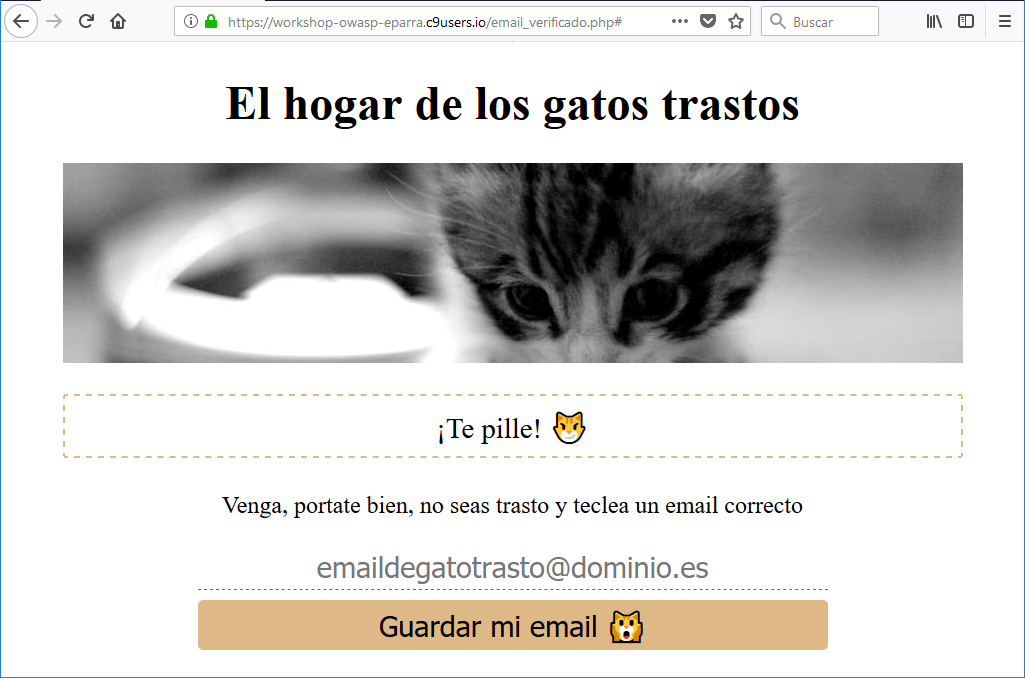 https://workshop-owasp-eparra.c9users.io/email_verificado.php#
Buscar
El hogar de los gatos trastos
¡Te pille! 😼
Venga, portate bien, no seas trasto y teclea un email correcto
emaildegatotrasto@dominio.es
Guardar mi email 🙀